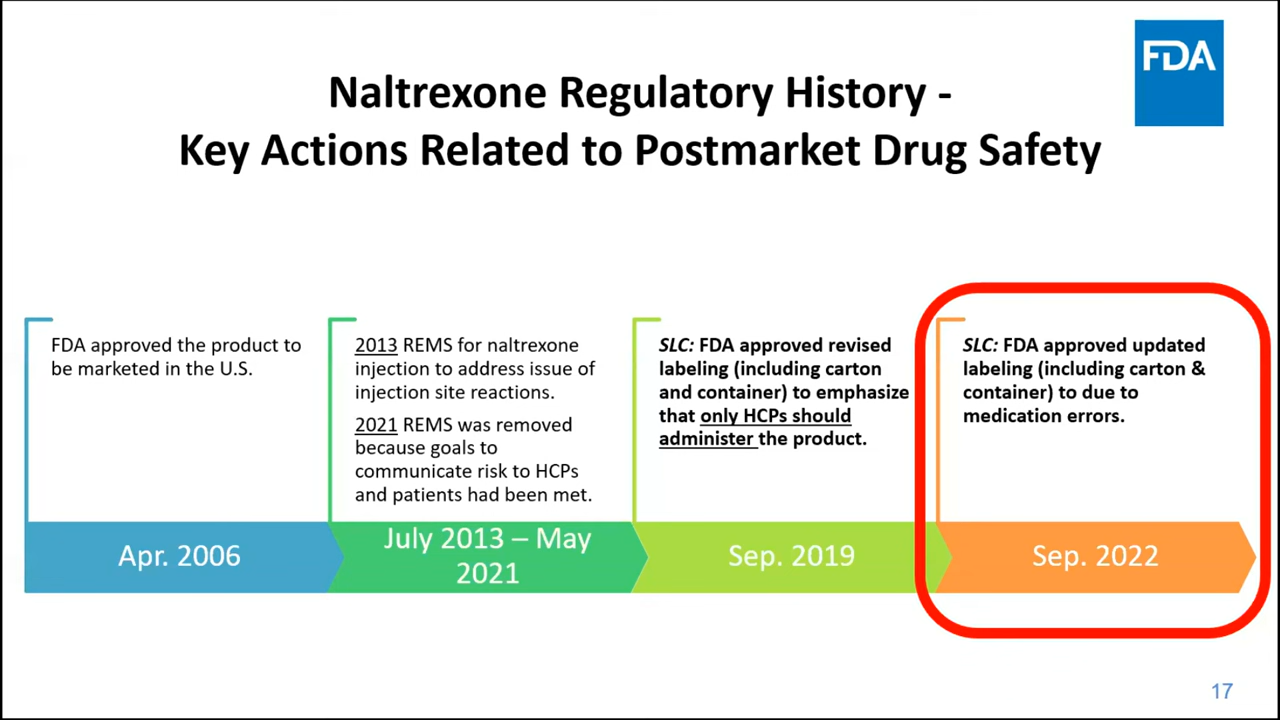 FDA
Naltrexone Regulatory History -
Key Actions Related to Postmarket Drug Safety
FDA approved the product to
be marketed in the U.S.
Apr. 2006
2013 REMS for naltrexone
injection to address issue of
injection site reactions.
2021 REMS was removed
because goals to
communicate risk to HCPs
and patients had been met.
July 2013 – May
2021
SLC: FDA approved revised
labeling (including carton
and container) to emphasize
that only HCPs should
administer the product.
Sep. 2019
SLC: FDA approved updated
labeling (including carton &
container) to due to
medication errors.
Sep. 2022
17